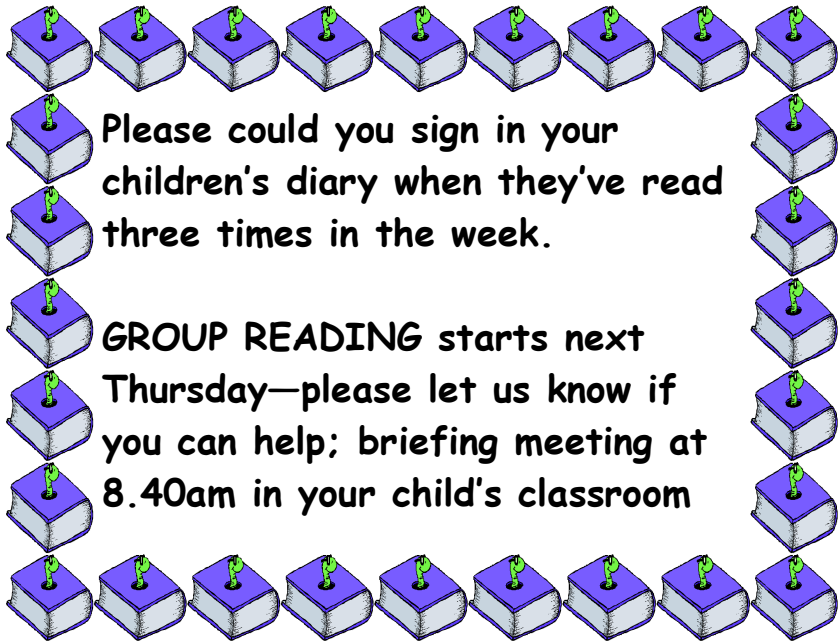 Please could you sign in your
children's diary when they've read
three times in the week.
GROUP READING starts next
Thursday—please let us know if
you can help; briefing meeting at
8.40am in your child's classroom